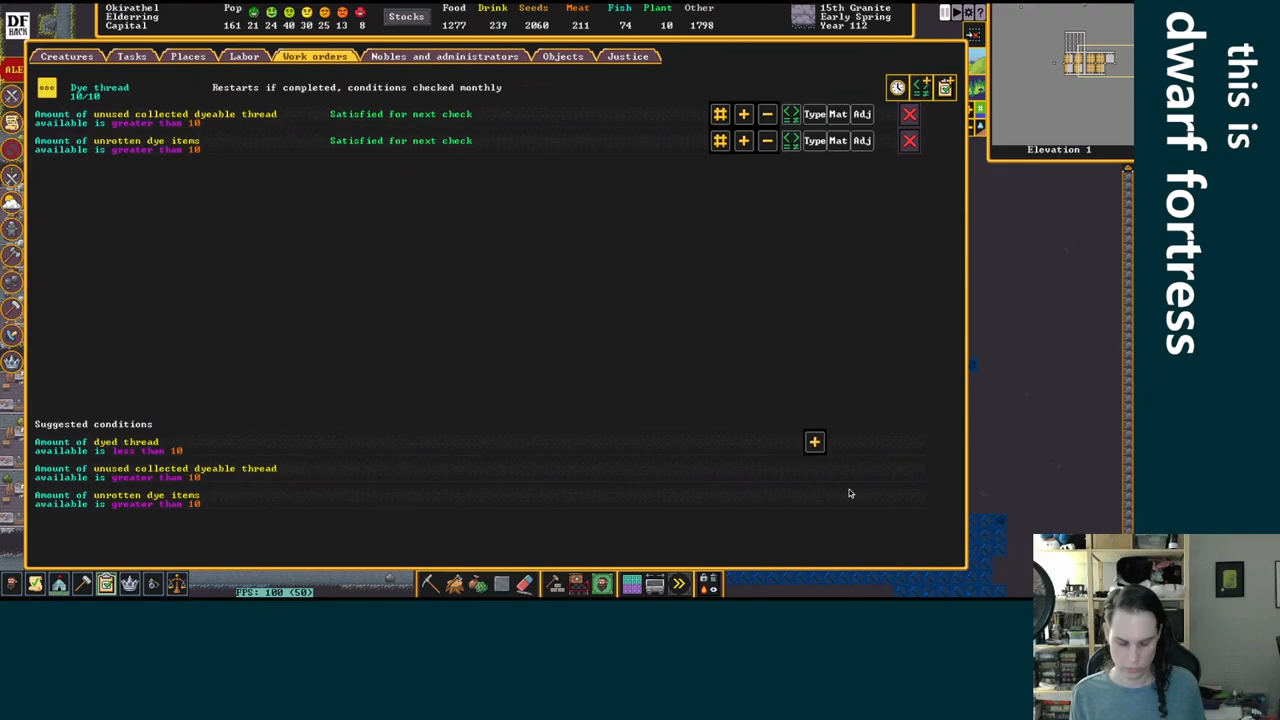 DF
HACK
Okirathel
Elderring
Capital
Pop
161 21 24 40 30 25 13 8
Stocks
Food Drink Seeds Meat Fish Plant Other
1277 239 2060 211 74 10 1798
15th Granite
Early Spring
Year 112
ALE
Creatures Tasks Places Labor Work orders Nobles and administrators Objects Justice
Dye thread
10/10
Restarts if completed, conditions checked monthly
Amount of unused collected dyeable thread
available is greater than 10
Satisfied for next check
Type Mat Adj
Amount of unrotten dye items
available is greater than 10
Satisfied for next check
Type Mat Adj
Suggested conditions
Amount of dyed thread
available is less than 10
Amount of unused collected dyeable thread
available is greater than 10
Amount of unrotten dye items
available is greater than 10
FPS: 100 (50)
Elevation 1
this is
dwarf fortress